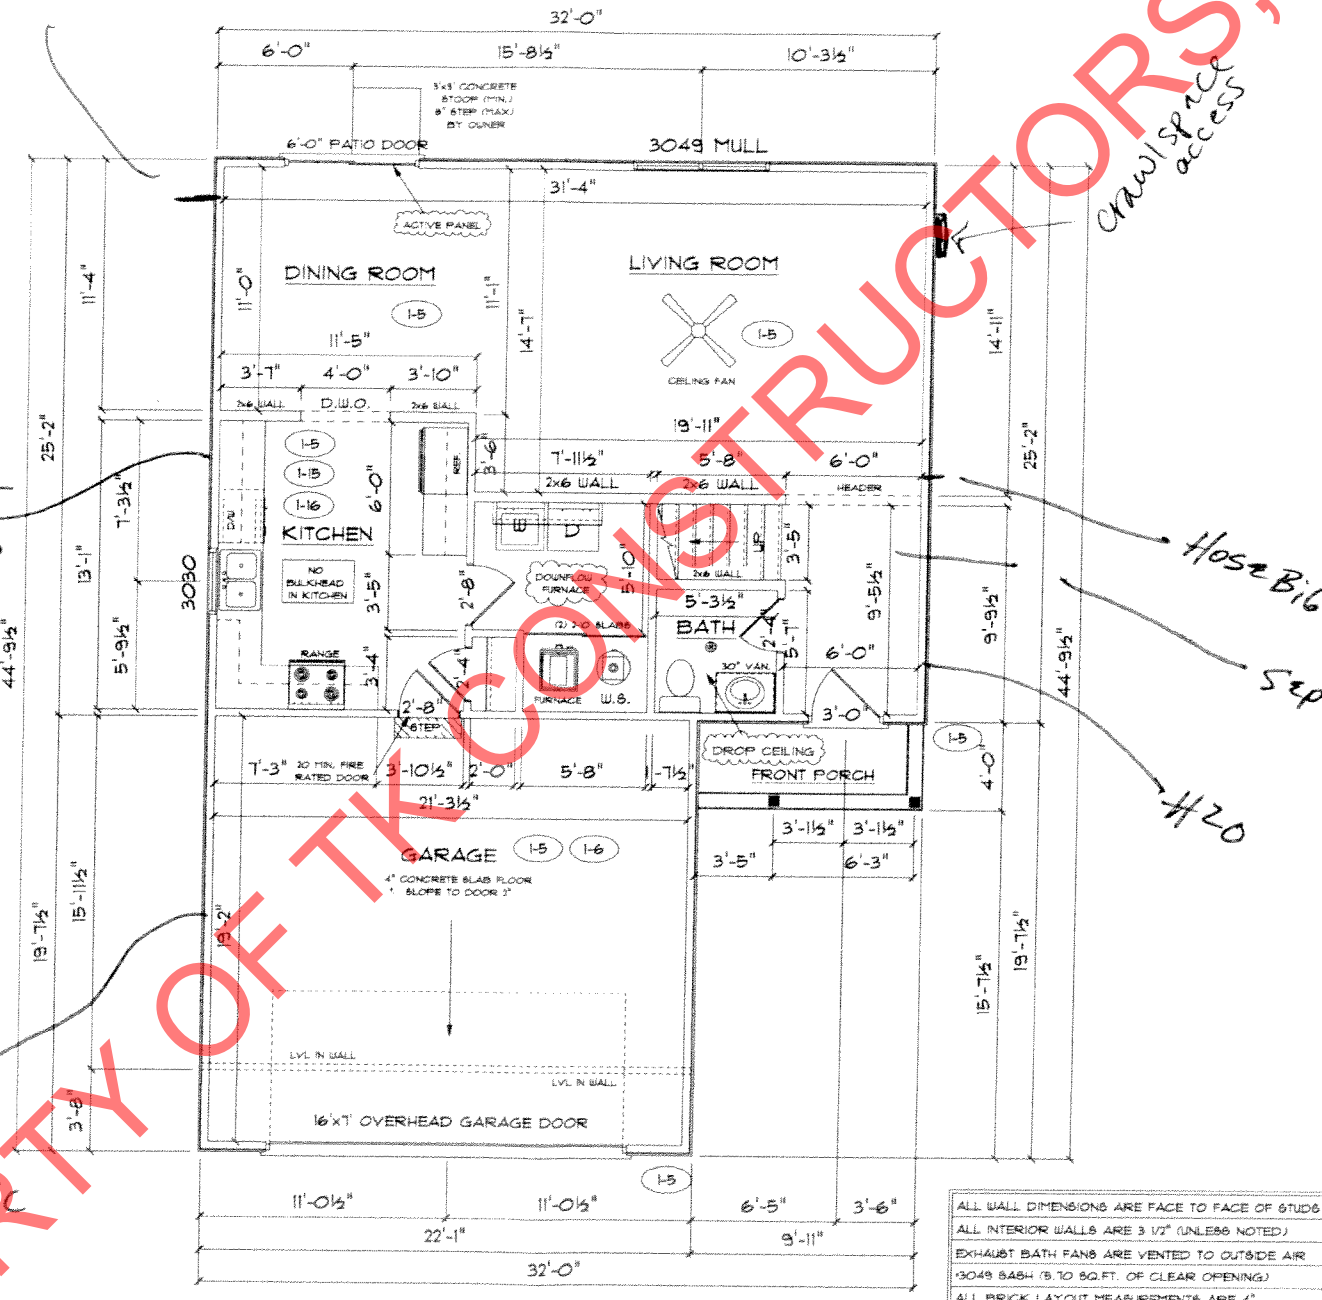 32'-0"
6'-0" 15'-8½" 10'-3½"
3'x3' CONCRETE
STOOP (MIN.)
8" STEP (MAX)
BY OWNER
6'-0" PATIO DOOR
3049 MULL
crawl space
access
31'-4"
ACTIVE PANEL
DINING ROOM
LIVING ROOM
1-5
1-5
CEILING FAN
11'-4"
11'-0"
11'-1"
14'-7"
14'-11"
11'-5"
3'-7" 4'-0" 3'-10"
2x6 WALL D.W.O. 2x6 WALL
19'-11"
7'-11½" 5'-8" 6'-0"
2x6 WALL 2x6 WALL HEADER
25'-2"
25'-2"
1-5
1-15
1-16
KITCHEN
NO
BULKHEAD
IN KITCHEN
D/W
REF.
3'-6"
6'-0"
7'-3½"
13'-1"
5'-9½"
44'-9½"
3030
3'-5"
3'-4"
2'-8"
D
DOWNFLOW
FURNACE
5'-10"
UP
2x6 WALL
3'-5"
5'-3½"
BATH
2'-4"
5'-7"
9'-5½"
9'-9½"
44'-9½"
6'-0"
Hose Bib
H20
RANGE
2'-4"
2'-8"
STEP
FURNACE W.S.
30" VAN.
3'-0"
DROP CEILING
FRONT PORCH
1-5
4'-0"
7'-3" 20 MIN. FIRE
RATED DOOR
3'-10½" 2'-0" 5'-8" 1'-7½"
21'-3½"
GARAGE 1-5 1-6
4" CONCRETE SLAB FLOOR
SLOPE TO DOOR 2"
3'-1½" 3'-1½"
3'-5" 6'-3"
19'-2"
15'-11½"
19'-7½"
3'-8"
15'-7½"
19'-7½"
LVL IN WALL
LVL IN WALL
16'x7' OVERHEAD GARAGE DOOR
1-5
11'-0½" 11'-0½" 6'-5" 3'-6"
22'-1" 9'-11"
32'-0"
ALL WALL DIMENSIONS ARE FACE TO FACE OF STUDS
ALL INTERIOR WALLS ARE 3 1/2" (UNLESS NOTED)
EXHAUST BATH FANS ARE VENTED TO OUTSIDE AIR
*3049 SASH (5.70 SQ.FT. OF CLEAR OPENING)
ALL BRICK LAYOUT MEASUREMENTS ARE 4"
RTY OF TK CONSTRUCTORS,